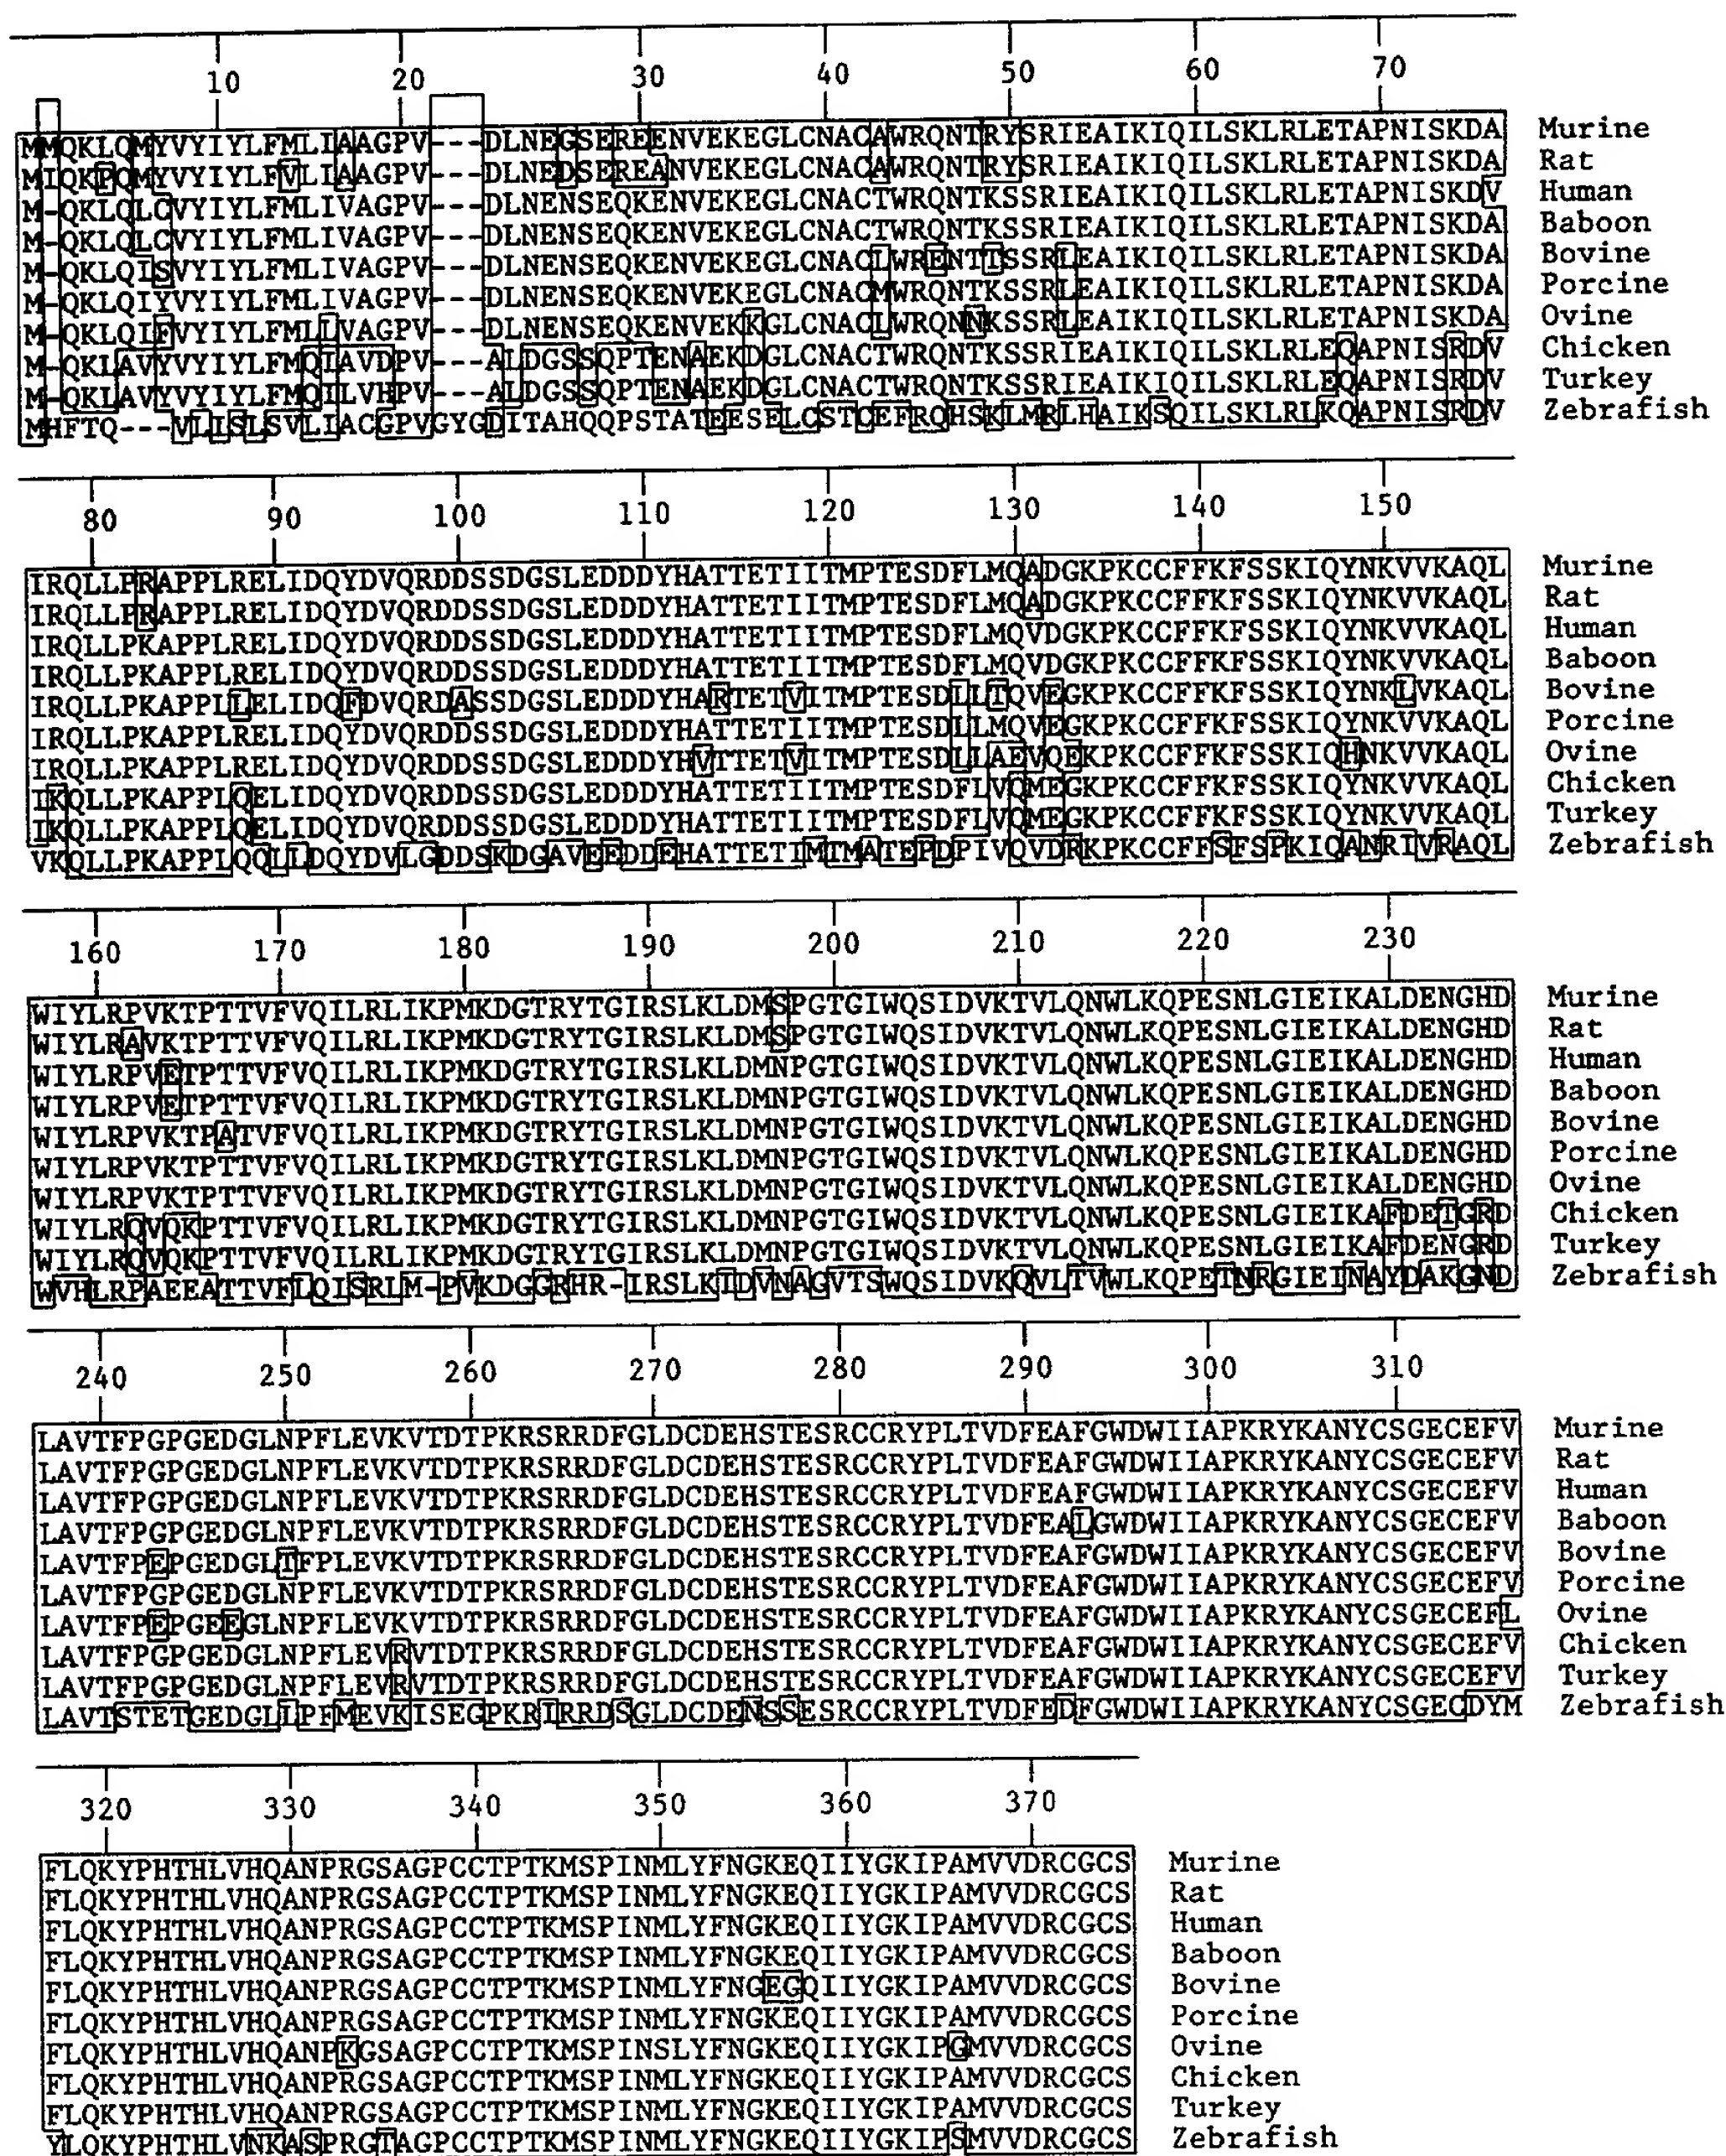 10 20 30 40 50 60 70
MMQKLQMYVYIYLFMLIAAGPV---DLNEGSEREENVEKEGLCNACAWRQNTRYSRIEAIKIQILSKLRLETAPNISKDA Murine
MIQKPQMYVYIYLFVLIAAGPV---DLNEDSEREANVEKEGLCNACAWRQNTRYSRIEAIKIQILSKLRLETAPNISKDA Rat
M-QKLQLCVYIYLFMLIVAGPV---DLNENSEQKENVEKEGLCNACTWRQNTKSSRIEAIKIQILSKLRLETAPNISKDV Human
M-QKLQLCVYIYLFMLIVAGPV---DLNENSEQKENVEKEGLCNACTWRQNTKSSRIEAIKIQILSKLRLETAPNISKDA Baboon
M-QKLQISVYIYLFMLIVAGPV---DLNENSEQKENVEKEGLCNACLWRENTTSSRLEAIKIQILSKLRLETAPNISKDA Bovine
M-QKLQIYVYIYLFMLIVAGPV---DLNENSEQKENVEKEGLCNACMWRQNTKSSRLEAIKIQILSKLRLETAPNISKDA Porcine
M-QKLQIFVYIYLFMLLVAGPV---DLNENSEQKENVEKKGLCNACLWRQNNKSSRLEAIKIQILSKLRLETAPNISKDA Ovine
M-QKLAVYVYIYLFMQIAVDPV---ALDGSSQPTENAEKDGLCNACTWRQNTKSSRIEAIKIQILSKLRLEQAPNISRDV Chicken
M-QKLAVYVYIYLFMQILVHPV---ALDGSSQPTENAEKDGLCNACTWRQNTKSSRIEAIKIQILSKLRLEQAPNISRDV Turkey
MHFTQ---VLISLSVLIACGPVGYGDITAHQQPSTATEESELCSTCEFRQHSKLMRLHAIKSQILSKLRLKQAPNISRDV Zebrafish
80 90 100 110 120 130 140 150
IRQLLPRAPPLRELIDQYDVQRDDSSDGSLEDDDYHATTETIITMPTESDFLMQADGKPKCCFFKFSSKIQYNKVVKAQL Murine
IRQLLPRAPPLRELIDQYDVQRDDSSDGSLEDDDYHATTETIITMPTESDFLMQADGKPKCCFFKFSSKIQYNKVVKAQL Rat
IRQLLPKAPPLRELIDQYDVQRDDSSDGSLEDDDYHATTETIITMPTESDFLMQVDGKPKCCFFKFSSKIQYNKVVKAQL Human
IRQLLPKAPPLRELIDQYDVQRDDSSDGSLEDDDYHATTETIITMPTESDFLMQVDGKPKCCFFKFSSKIQYNKVVKAQL Baboon
IRQLLPKAPPLLELIDQFDVQRDASSDGSLEDDDYHARTETVITMPTESDLLTQVEGKPKCCFFKFSSKIQYNKLVKAQL Bovine
IRQLLPKAPPLRELIDQYDVQRDDSSDGSLEDDDYHATTETIITMPTESDLLMQVEGKPKCCFFKFSSKIQYNKVVKAQL Porcine
IRQLLPKAPPLRELIDQYDVQRDDSSDGSLEDDDYHVTTETVITMPTESDLLAEVQEKPKCCFFKFSSKIQHNKVVKAQL Ovine
IKQLLPKAPPLQELIDQYDVQRDDSSDGSLEDDDYHATTETIITMPTESDFLVQMEGKPKCCFFKFSSKIQYNKVVKAQL Chicken
IKQLLPKAPPLQELIDQYDVQRDDSSDGSLEDDDYHATTETIITMPTESDFLVQMEGKPKCCFFKFSSKIQYNKVVKAQL Turkey
VKQLLPKAPPLQQLLDQYDVLGDDSKDGAVEEDDEHATTETIMTMATEPDPIVQVDRKPKCCFFSFSPKIQANRIVRAQL Zebrafish
160 170 180 190 200 210 220 230
WIYLRPVKTPTTVFVQILRLIKPMKDGTRYTGIRSLKLDMSPGTGIWQSIDVKTVLQNWLKQPESNLGIEIKALDENGHD Murine
WIYLRAVKTPTTVFVQILRLIKPMKDGTRYTGIRSLKLDMSPGTGIWQSIDVKTVLQNWLKQPESNLGIEIKALDENGHD Rat
WIYLRPVETPTTVFVQILRLIKPMKDGTRYTGIRSLKLDMNPGTGIWQSIDVKTVLQNWLKQPESNLGIEIKALDENGHD Human
WIYLRPVETPTTVFVQILRLIKPMKDGTRYTGIRSLKLDMNPGTGIWQSIDVKTVLQNWLKQPESNLGIEIKALDENGHD Baboon
WIYLRPVKTPATVFVQILRLIKPMKDGTRYTGIRSLKLDMNPGTGIWQSIDVKTVLQNWLKQPESNLGIEIKALDENGHD Bovine
WIYLRPVKTPTTVFVQILRLIKPMKDGTRYTGIRSLKLDMNPGTGIWQSIDVKTVLQNWLKQPESNLGIEIKALDENGHD Porcine
WIYLRPVKTPTTVFVQILRLIKPMKDGTRYTGIRSLKLDMNPGTGIWQSIDVKTVLQNWLKQPESNLGIEIKALDENGHD Ovine
WIYLRQVQKPTTVFVQILRLIKPMKDGTRYTGIRSLKLDMNPGTGIWQSIDVKTVLQNWLKQPESNLGIEIKAFDETGRD Chicken
WIYLRQVQKPTTVFVQILRLIKPMKDGTRYTGIRSLKLDMNPGTGIWQSIDVKTVLQNWLKQPESNLGIEIKAFDENGRD Turkey
WVHLRPAEEATTVFLQISRLM-PVKDGGRHR-IRSLKIDVNAGVTSWQSIDVKQVLTVWLKQPETNRGIEINAYDAKGND Zebrafish
240 250 260 270 280 290 300 310
LAVTFPGPGEDGLNPFLEVKVTDTPKRSRRDFGLDCDEHSTESRCCRYPLTVDFEAFGWDWIIAPKRYKANYCSGECEFV Murine
LAVTFPGPGEDGLNPFLEVKVTDTPKRSRRDFGLDCDEHSTESRCCRYPLTVDFEAFGWDWIIAPKRYKANYCSGECEFV Rat
LAVTFPGPGEDGLNPFLEVKVTDTPKRSRRDFGLDCDEHSTESRCCRYPLTVDFEAFGWDWIIAPKRYKANYCSGECEFV Human
LAVTFPGPGEDGLNPFLEVKVTDTPKRSRRDFGLDCDEHSTESRCCRYPLTVDFEALGWDWIIAPKRYKANYCSGECEFV Baboon
LAVTFPEPGEDGLTPFLEVKVTDTPKRSRRDFGLDCDEHSTESRCCRYPLTVDFEAFGWDWIIAPKRYKANYCSGECEFV Bovine
LAVTFPGPGEDGLNPFLEVKVTDTPKRSRRDFGLDCDEHSTESRCCRYPLTVDFEAFGWDWIIAPKRYKANYCSGECEFV Porcine
LAVTFPEPGEEGLNPFLEVKVTDTPKRSRRDFGLDCDEHSTESRCCRYPLTVDFEAFGWDWIIAPKRYKANYCSGECEFL Ovine
LAVTFPGPGEDGLNPFLEVRVTDTPKRSRRDFGLDCDEHSTESRCCRYPLTVDFEAFGWDWIIAPKRYKANYCSGECEFV Chicken
LAVTFPGPGEDGLNPFLEVRVTDTPKRSRRDFGLDCDEHSTESRCCRYPLTVDFEAFGWDWIIAPKRYKANYCSGECEFV Turkey
LAVTSTETGEDGLLPFMEVKISEGPKRIRRDSGLDCDENSSESRCCRYPLTVDFEDFGWDWIIAPKRYKANYCSGECDYM Zebrafish
320 330 340 350 360 370
FLQKYPHTHLVHQANPRGSAGPCCTPTKMSPINMLYFNGKEQIIYGKIPAMVVDRCGCS Murine
FLQKYPHTHLVHQANPRGSAGPCCTPTKMSPINMLYFNGKEQIIYGKIPAMVVDRCGCS Rat
FLQKYPHTHLVHQANPRGSAGPCCTPTKMSPINMLYFNGKEQIIYGKIPAMVVDRCGCS Human
FLQKYPHTHLVHQANPRGSAGPCCTPTKMSPINMLYFNGKEQIIYGKIPAMVVDRCGCS Baboon
FLQKYPHTHLVHQANPRGSAGPCCTPTKMSPINMLYFNGEGQIIYGKIPAMVVDRCGCS Bovine
FLQKYPHTHLVHQANPRGSAGPCCTPTKMSPINMLYFNGKEQIIYGKIPAMVVDRCGCS Porcine
FLQKYPHTHLVHQANPKGSAGPCCTPTKMSPINSLYFNGKEQIIYGKIPGMVVDRCGCS Ovine
FLQKYPHTHLVHQANPRGSAGPCCTPTKMSPINMLYFNGKEQIIYGKIPAMVVDRCGCS Chicken
FLQKYPHTHLVHQANPRGSAGPCCTPTKMSPINMLYFNGKEQIIYGKIPAMVVDRCGCS Turkey
YLQKYPHTHLVNKASPRGTAGPCCTPTKMSPINMLYFNGKEQIIYGKIPSMVVDRCGCS Zebrafish